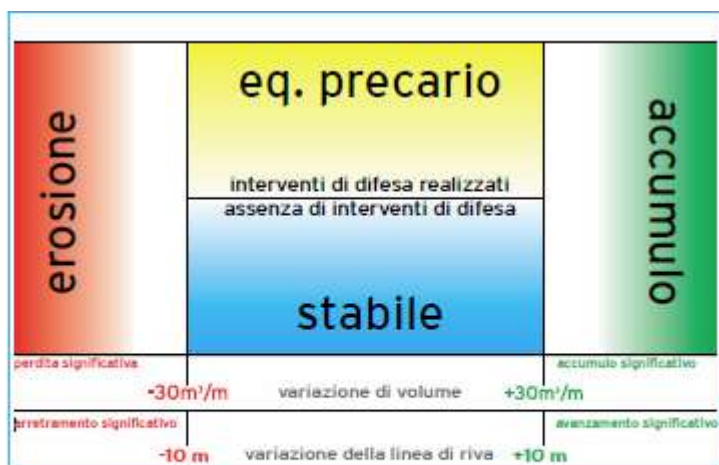 erosione
eq. precario
interventi di difesa realizzati
assenza di interventi di difesa
stabile
accumulo
perdita significativa
accumulo significativo
-30m³/m
variazione di volume
+30m³/m
arretramento significativo
avanzamento significativo
-10 m
variazione della linea di riva
+10 m